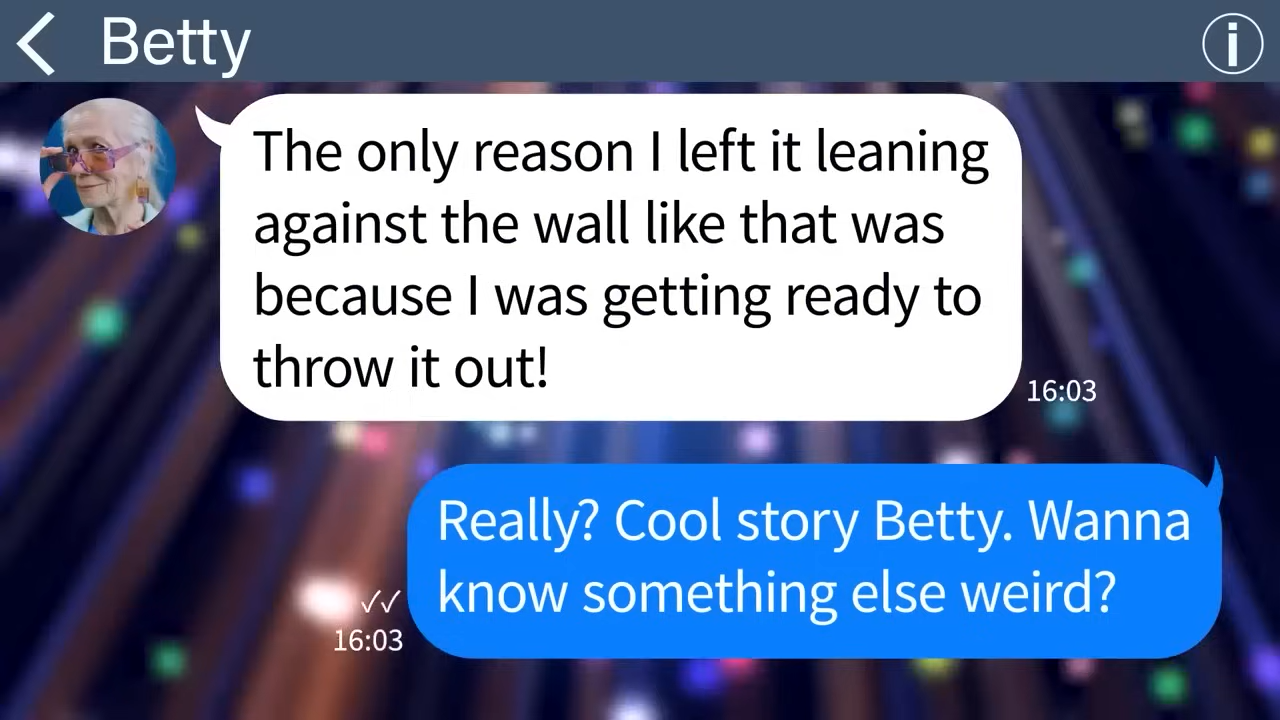 Betty
The only reason I left it leaning
against the wall like that was
because I was getting ready to
throw it out!
16:03
Really? Cool story Betty. Wanna
know something else weird?
✓✓
16:03